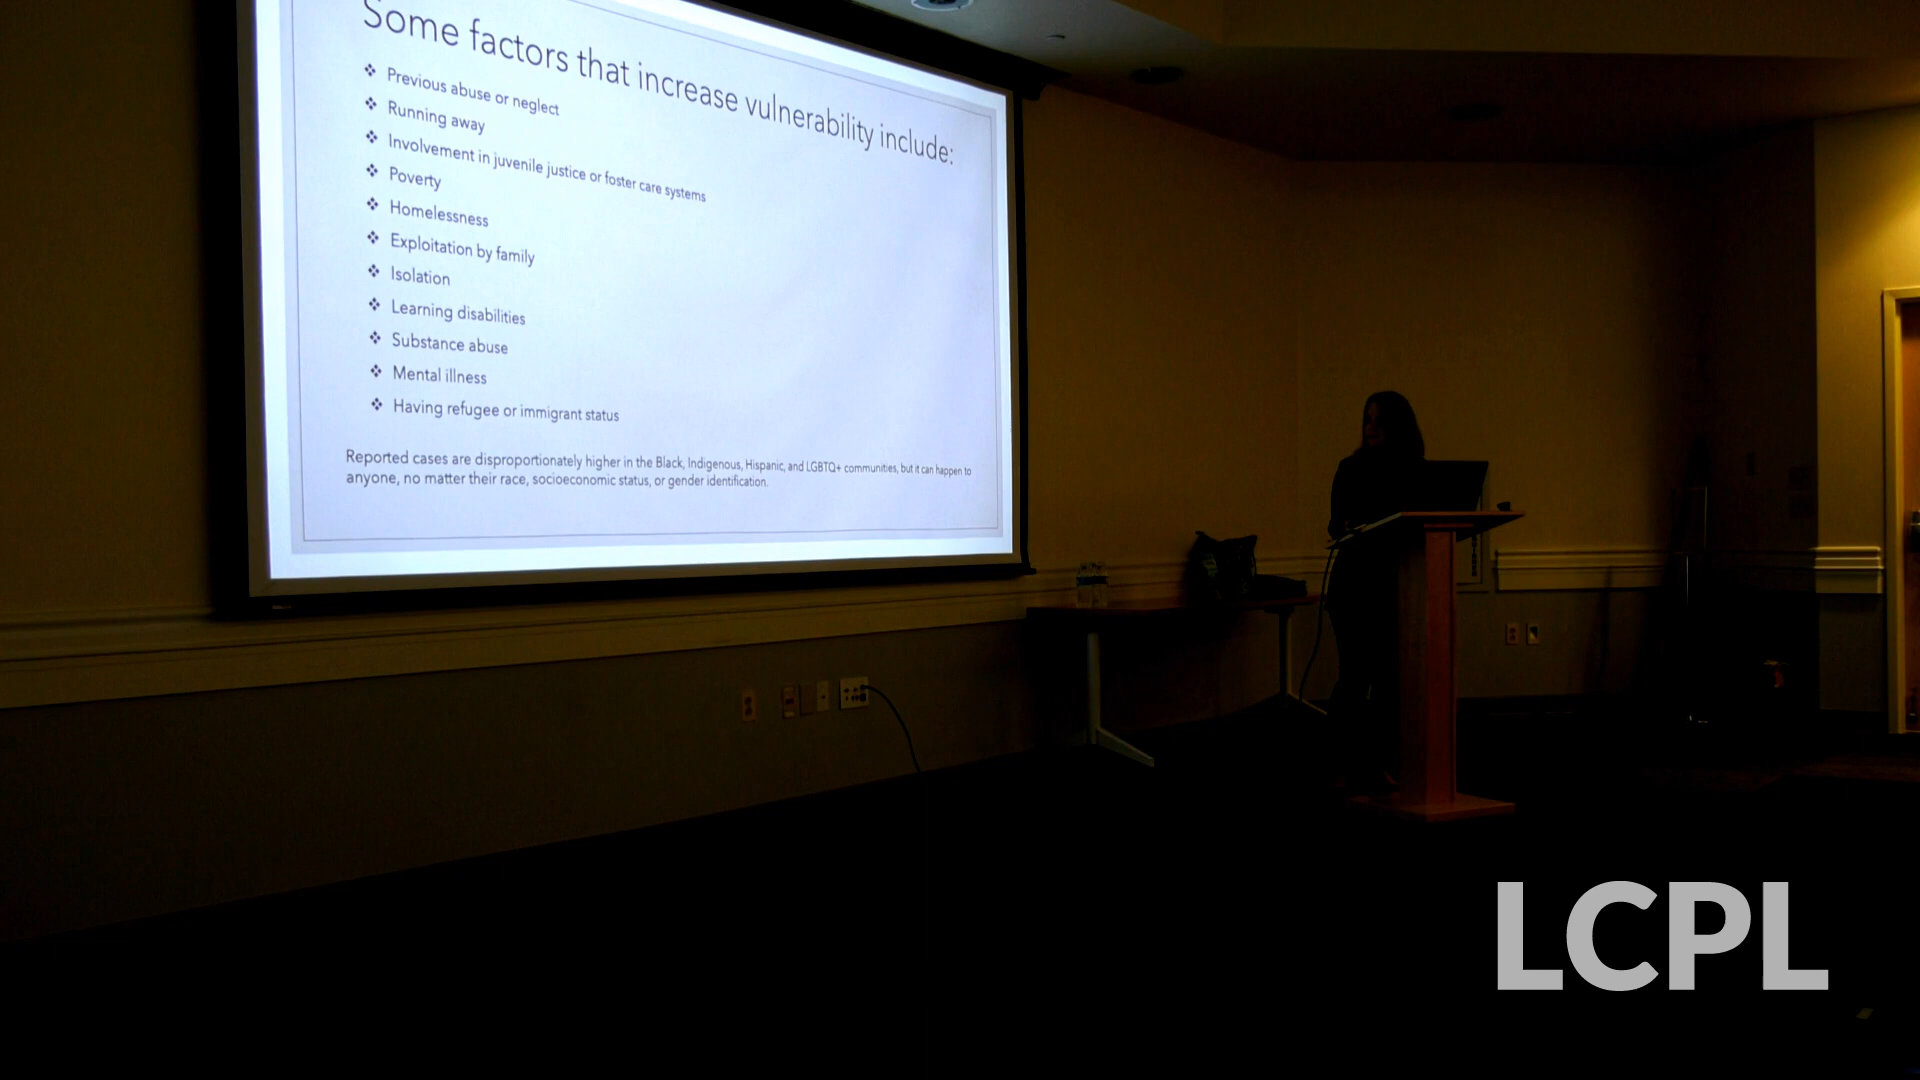 Some factors that increase vulnerability include:
❖ Previous abuse or neglect
❖ Running away
❖ Involvement in juvenile justice or foster care systems
❖ Poverty
❖ Homelessness
❖ Exploitation by family
❖ Isolation
❖ Learning disabilities
❖ Substance abuse
❖ Mental illness
❖ Having refugee or immigrant status
Reported cases are disproportionately higher in the Black, Indigenous, Hispanic, and LGBTQ+ communities, but it can happen to
anyone, no matter their race, socioeconomic status, or gender identification.
LCPL